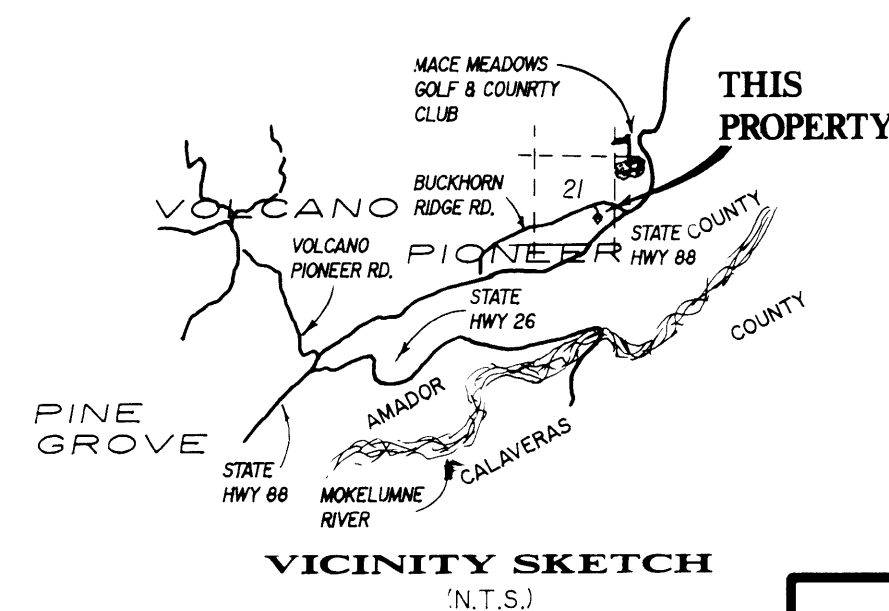 MACE MEADOWS
GOLF & COUNRTY
CLUB
THIS
PROPERTY
BUCKHORN
RIDGE RD.
21
VOLCANO
VOLCANO
PIONEER RD.
PIONEER
STATE
HWY 88
COUNTY
STATE
HWY 26
COUNTY
AMADOR
CALAVERAS
PINE
GROVE
STATE
HWY 88
MOKELUMNE
RIVER
VICINITY SKETCH
(N.T.S.)